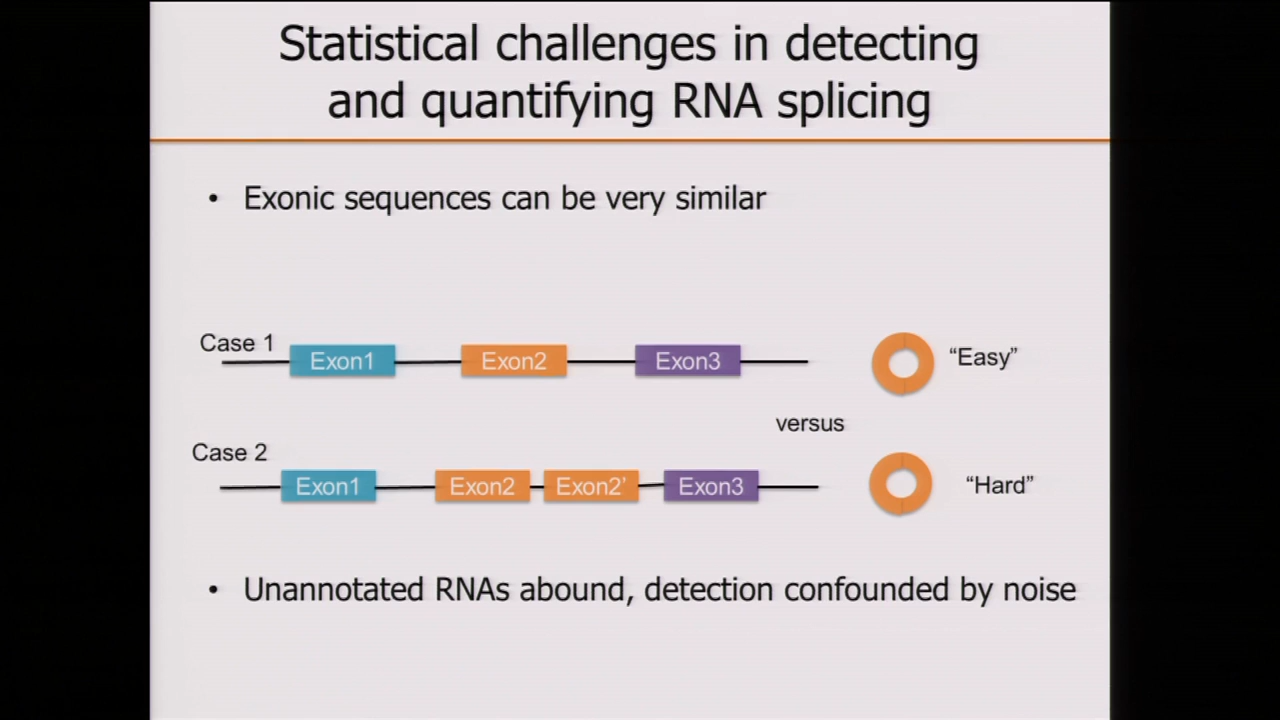 Statistical challenges in detecting
and quantifying RNA splicing
• Exonic sequences can be very similar
Case 1
Exon1 Exon2 Exon3
“Easy”
versus
Case 2
Exon1 Exon2 Exon2’ Exon3
“Hard”
• Unannotated RNAs abound, detection confounded by noise